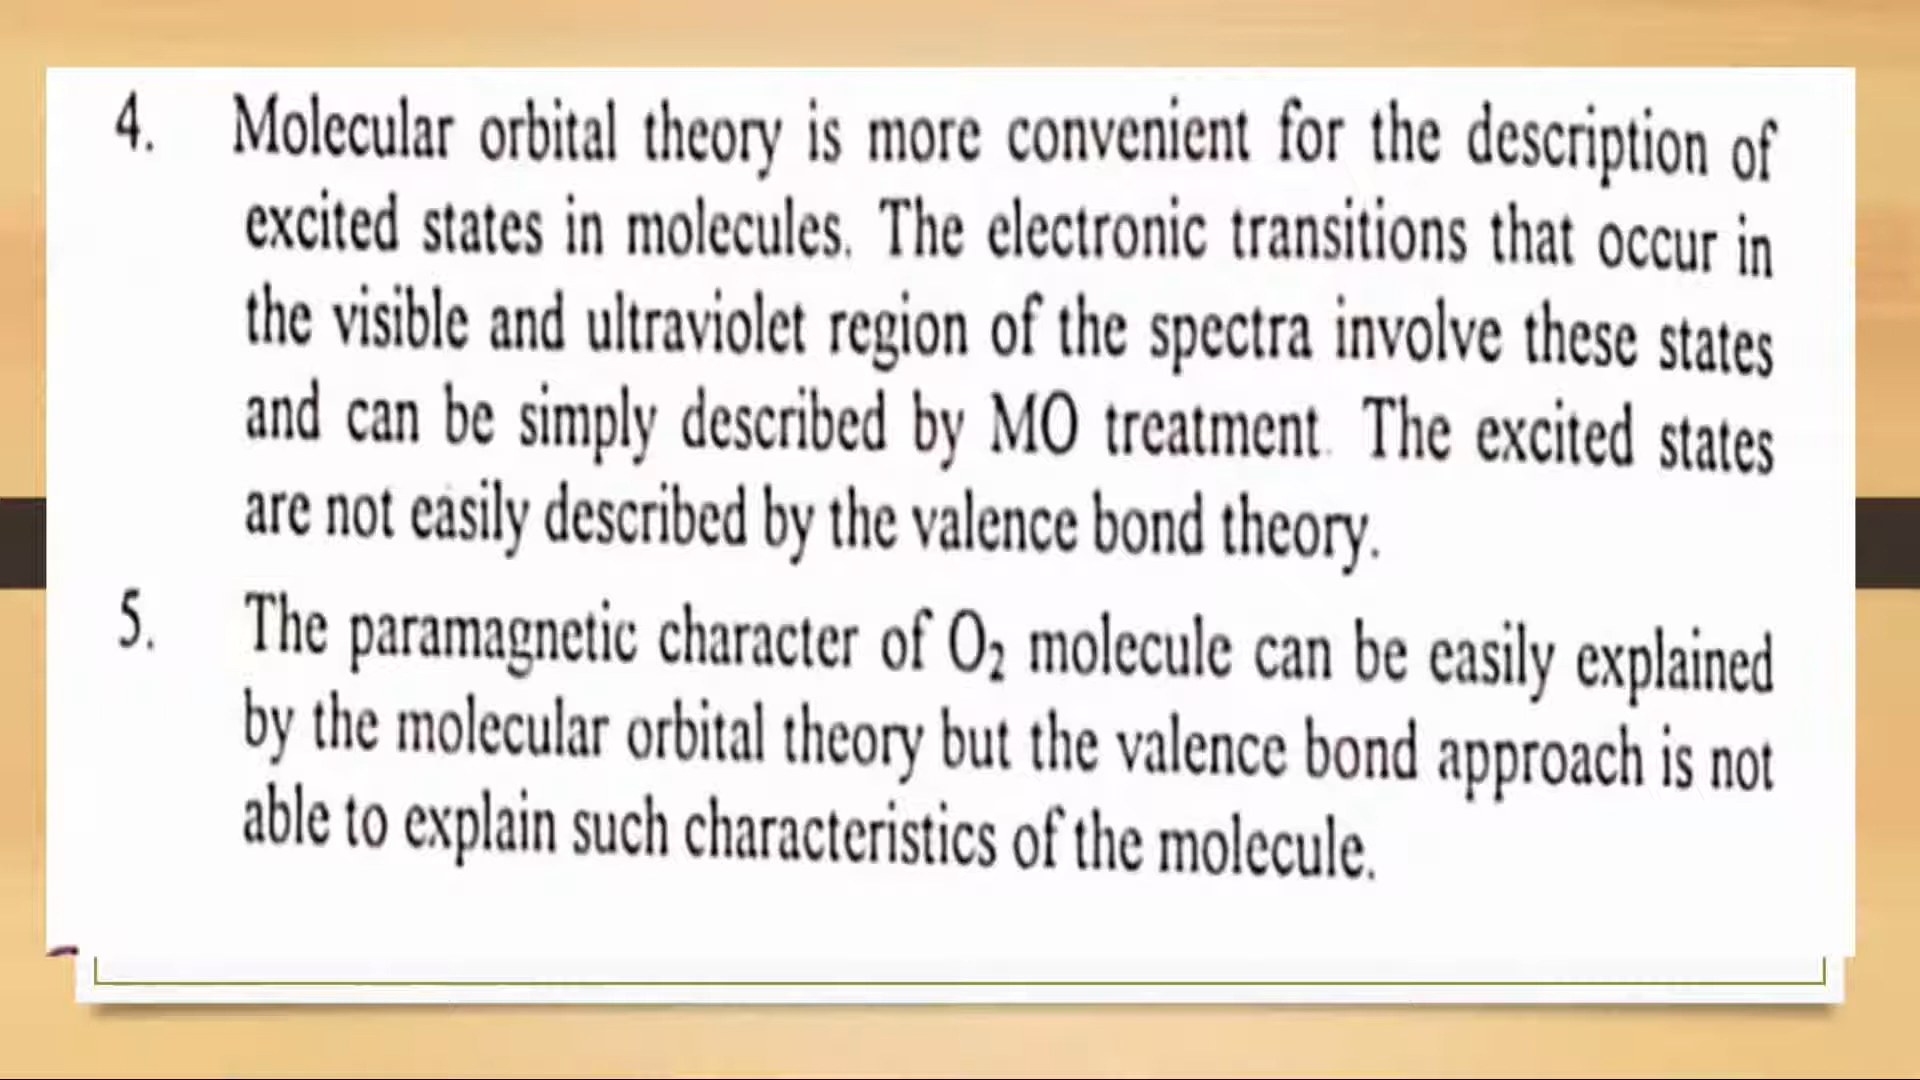 4. Molecular orbital theory is more convenient for the description of
excited states in molecules. The electronic transitions that occur in
the visible and ultraviolet region of the spectra involve these states
and can be simply described by MO treatment. The excited states
are not easily described by the valence bond theory.
5. The paramagnetic character of O₂ molecule can be easily explained
by the molecular orbital theory but the valence bond approach is not
able to explain such characteristics of the molecule.